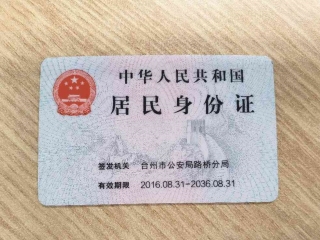 中华人民共和国
居民身份证
签发机关 台州市公安局路桥分局
有效期限 2016.08.31-2036.08.31